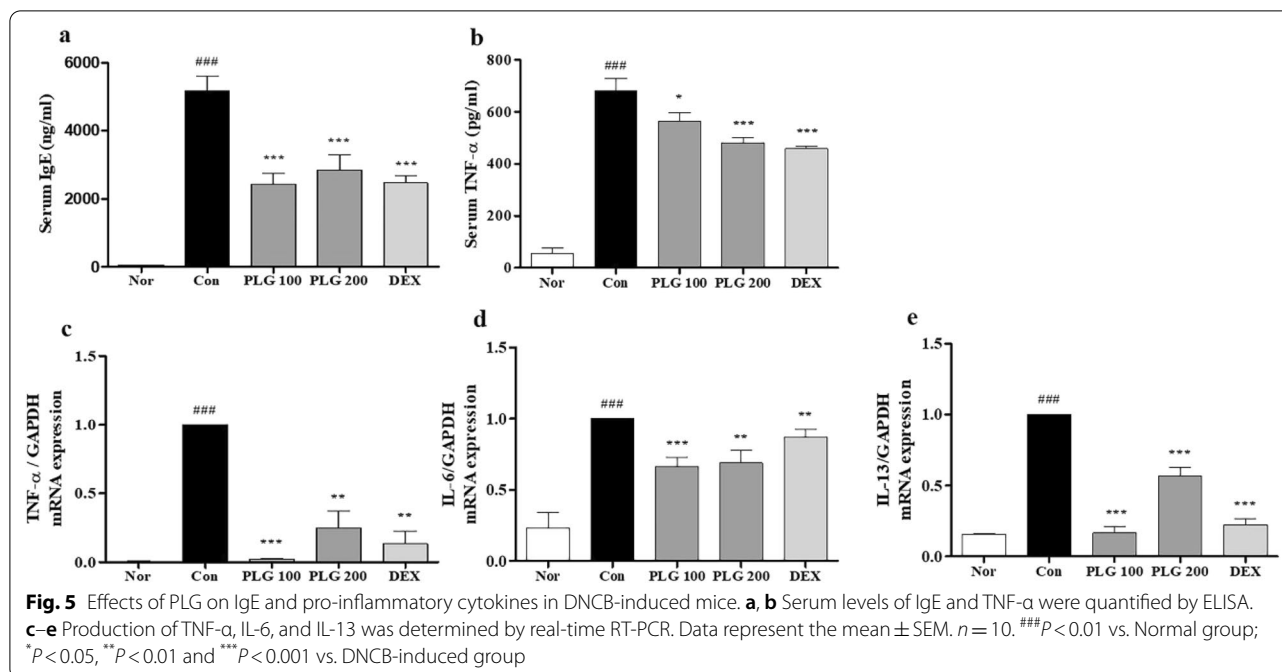 a
Serum IgE (ng/ml)
6000
4000
2000
0
###
***
***
***
Nor Con PLG 100 PLG 200 DEX
b
Serum TNF-α (pg/ml)
800
600
400
200
0
###
*
***
***
Nor Con PLG 100 PLG 200 DEX
c
TNF-α / GAPDH
mRNA expression
1.5
1.0
0.5
0.0
###
***
**
**
Nor Con PLG 100 PLG 200 DEX
d
IL-6/GAPDH
mRNA expression
1.5
1.0
0.5
0.0
###
***
**
**
Nor Con PLG 100 PLG 200 DEX
e
IL-13/GAPDH
mRNA expression
1.5
1.0
0.5
0.0
###
***
***
***
Nor Con PLG 100 PLG 200 DEX
Fig. 5 Effects of PLG on IgE and pro-inflammatory cytokines in DNCB-induced mice. a, b Serum levels of IgE and TNF-α were quantified by ELISA.
c–e Production of TNF-α, IL-6, and IL-13 was determined by real-time RT-PCR. Data represent the mean ± SEM. n = 10. ###P < 0.01 vs. Normal group;
*P < 0.05, **P < 0.01 and ***P < 0.001 vs. DNCB-induced group